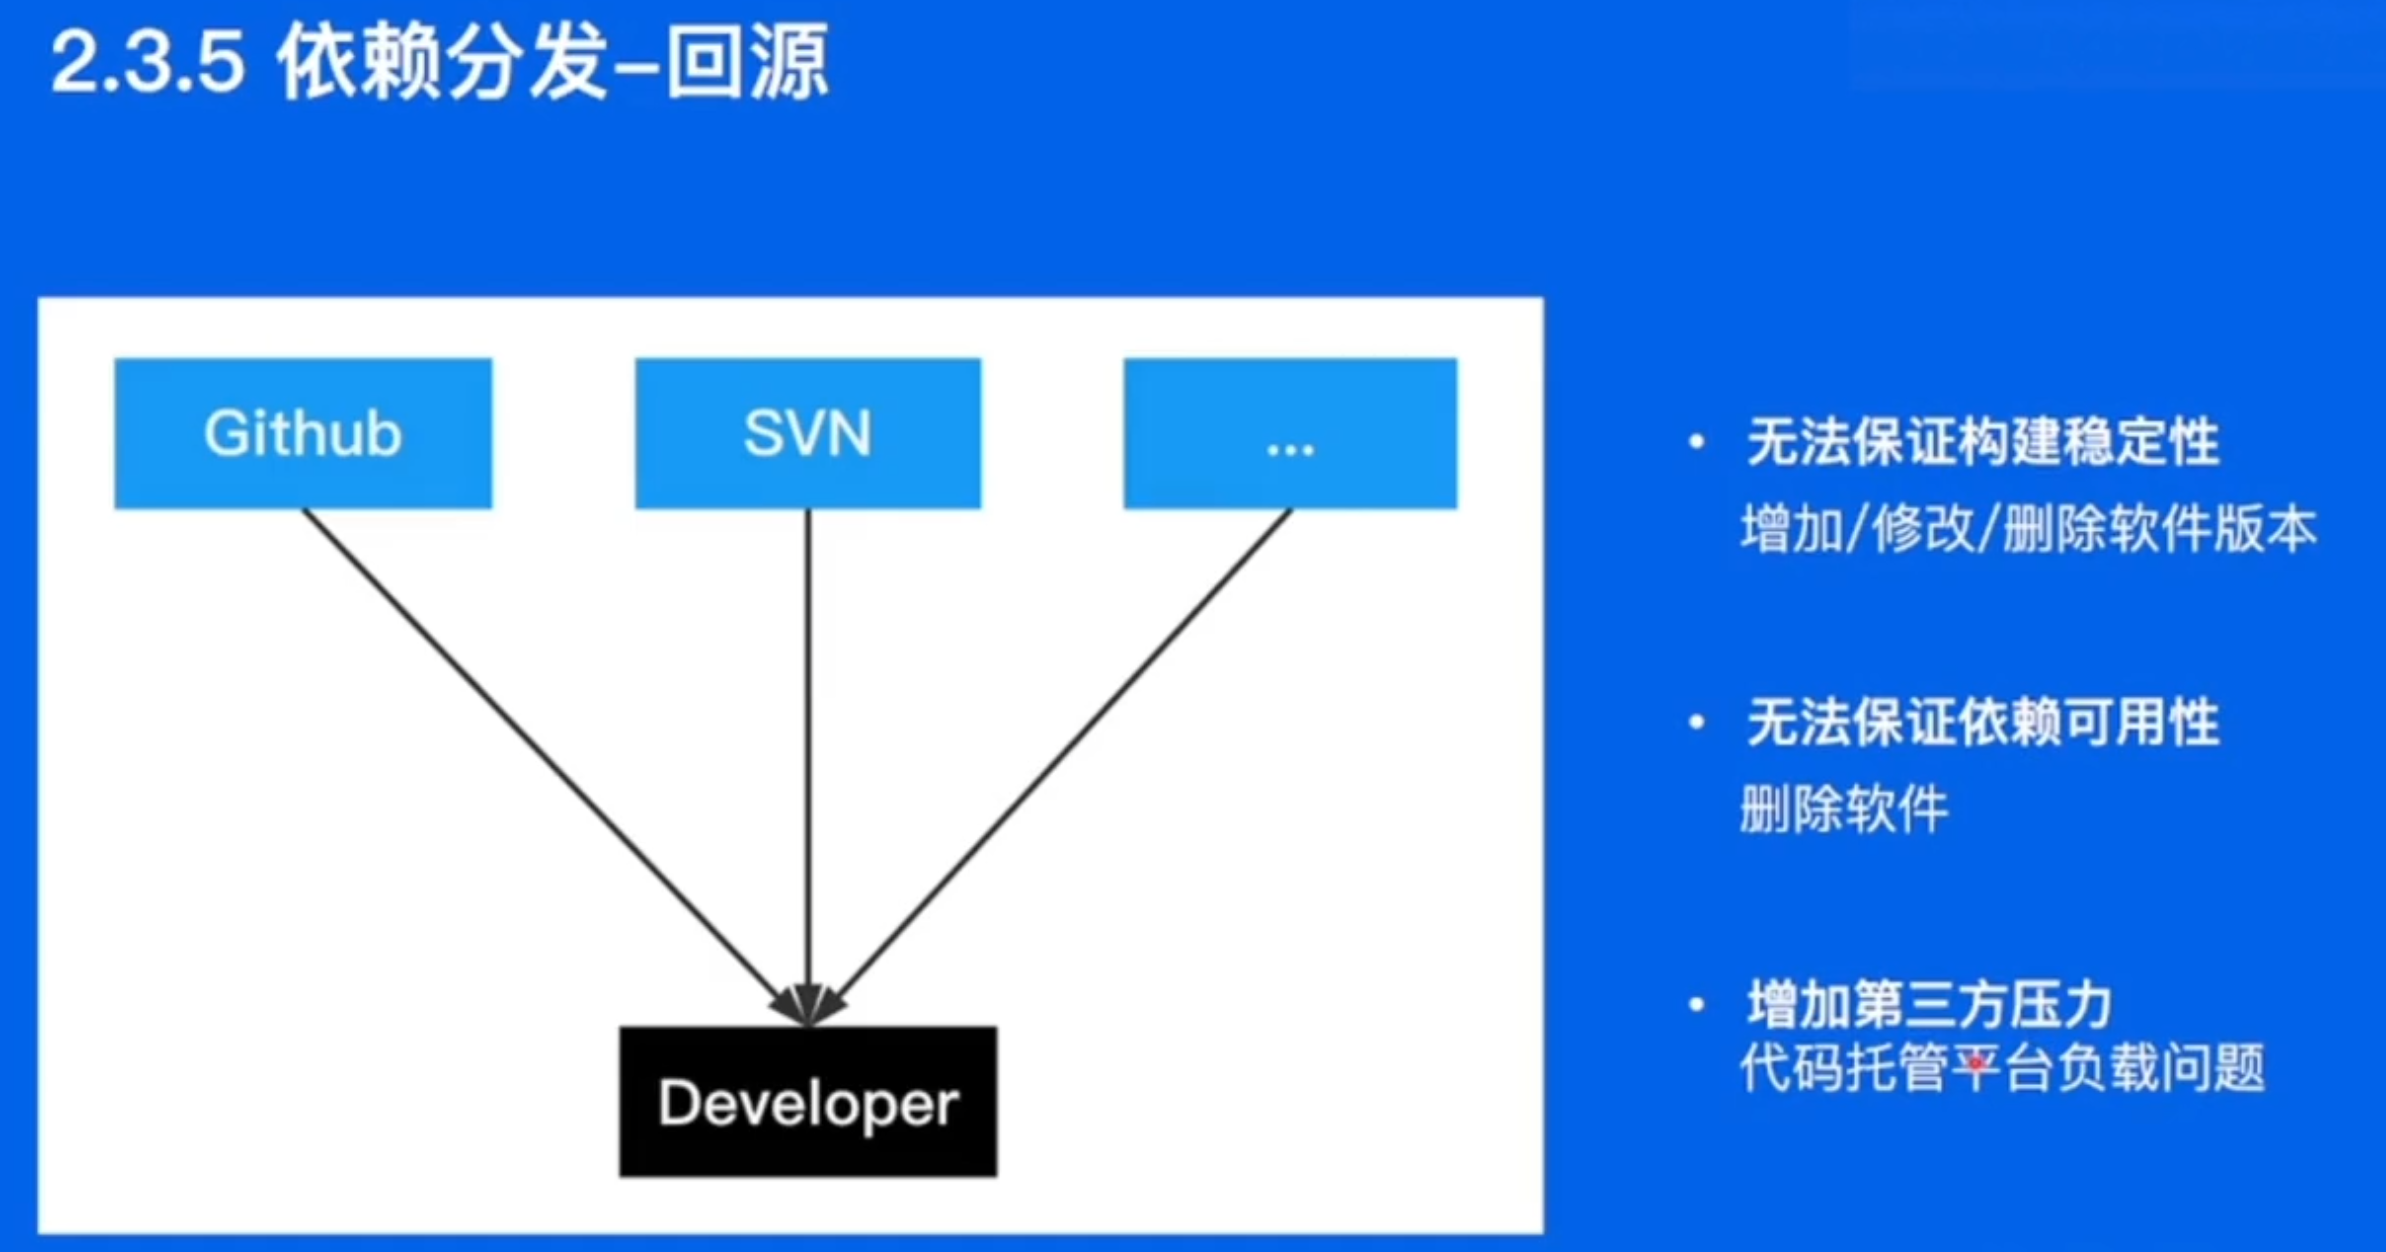 2.3.5 依赖分发–回源
Github
SVN
...
Developer
• 无法保证构建稳定性
增加/修改/删除软件版本
• 无法保证依赖可用性
删除软件
• 增加第三方压力
代码托管平台负载问题